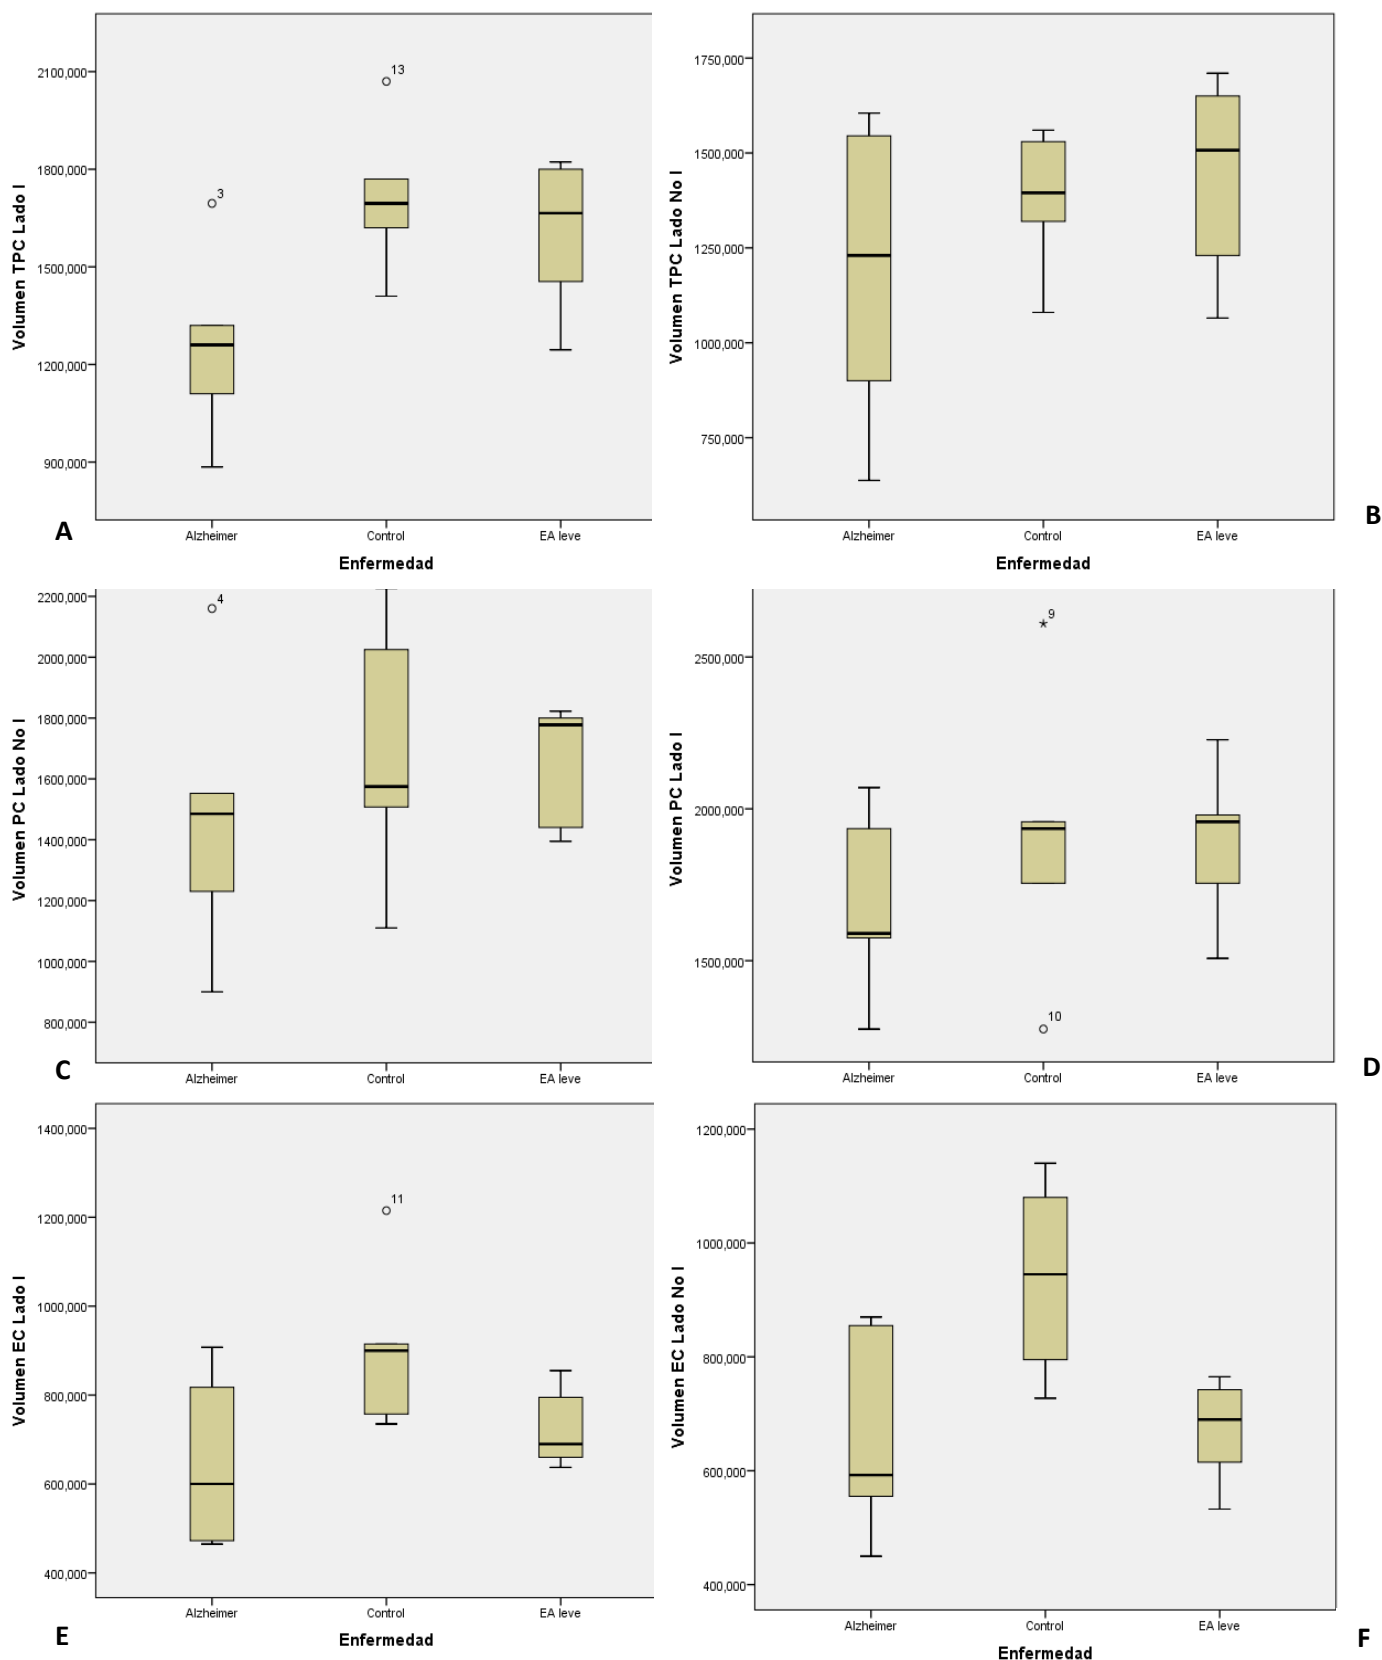 Volumen TPC Lado I
2100,000
1800,000
1500,000
1200,000
900,000
3
13
Alzheimer
Control
EA leve
Enfermedad
A
Volumen TPC Lado No I
1750,000
1500,000
1250,000
1000,000
750,000
Alzheimer
Control
EA leve
Enfermedad
B
Volumen PC Lado No I
2200,000
2000,000
1800,000
1600,000
1400,000
1200,000
1000,000
800,000
4
Alzheimer
Control
EA leve
C
Volumen PC Lado I
2500,000
2000,000
1500,000
9
10
Alzheimer
Control
EA leve
D
Volumen EC Lado I
1400,000
1200,000
1000,000
800,000
600,000
400,000
11
Alzheimer
Control
EA leve
Enfermedad
E
Volumen EC Lado No I
1200,000
1000,000
800,000
600,000
400,000
Alzheimer
Control
EA leve
Enfermedad
F